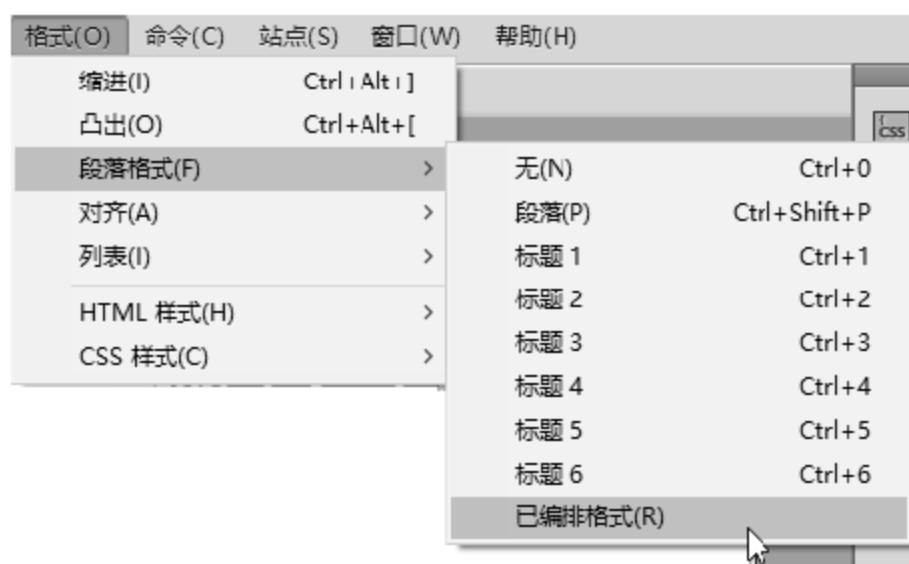 格式(O) 命令(C) 站点(S) 窗口(W) 帮助(H)
缩进(I) Ctrl+Alt+]
凸出(O) Ctrl+Alt+[
段落格式(F) >
对齐(A) >
列表(I) >
HTML 样式(H) >
CSS 样式(C) >
{
CSS
无(N) Ctrl+0
段落(P) Ctrl+Shift+P
标题 1 Ctrl+1
标题 2 Ctrl+2
标题 3 Ctrl+3
标题 4 Ctrl+4
标题 5 Ctrl+5
标题 6 Ctrl+6
已编排格式(R)